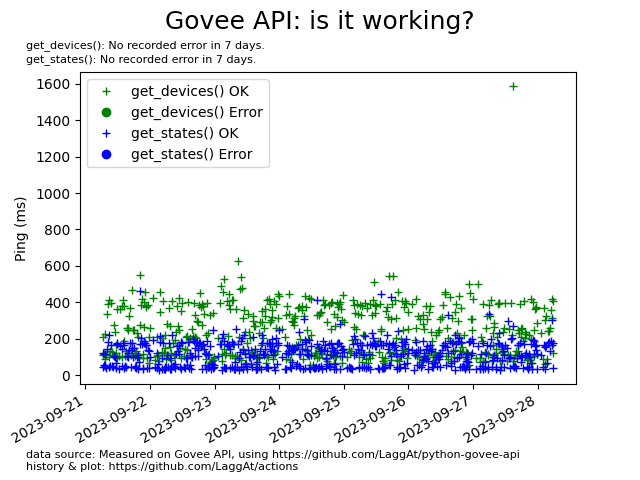 Govee API: is it working?
get_devices(): No recorded error in 7 days.
get_states(): No recorded error in 7 days.
get_devices() OK
get_devices() Error
get_states() OK
get_states() Error
Ping (ms)
1600
1400
1200
1000
800
600
400
200
0
2023-09-21
2023-09-22
2023-09-23
2023-09-24
2023-09-25
2023-09-26
2023-09-27
2023-09-28
data source: Measured on Govee API, using https://github.com/LaggAt/python-govee-api
history & plot: https://github.com/LaggAt/actions